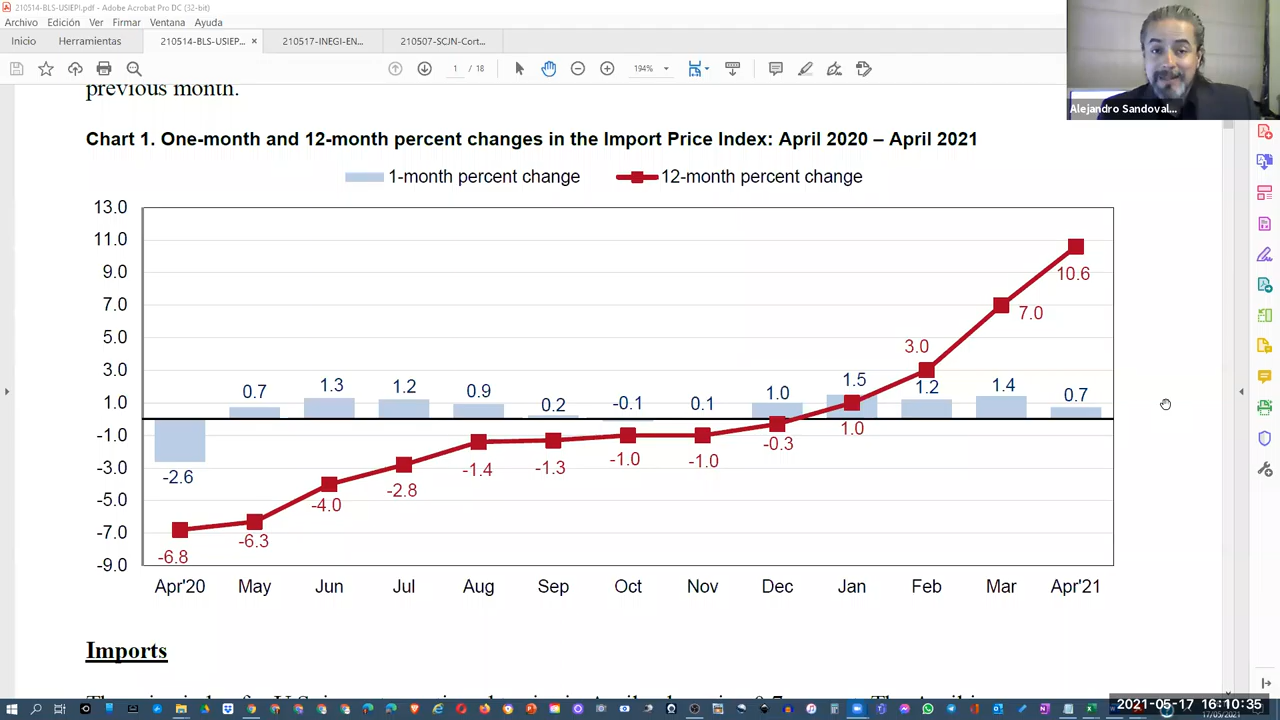 210514-BLS-USIEPI.pdf - Adobe Acrobat Pro DC (32-bit)
Archivo Edición Ver Firmar Ventana Ayuda
Inicio Herramientas 210514-BLS-USIEP... × 210517-INEGI-EN... 210507-SCJN-Cort...
1 / 18 194%
Alejandro Sandoval...
previous month.
Chart 1. One-month and 12-month percent changes in the Import Price Index: April 2020 – April 2021
1-month percent change 12-month percent change
13.0
11.0
9.0
7.0
5.0
3.0
1.0
-1.0
-3.0
-5.0
-7.0
-9.0
-2.6 0.7 1.3 1.2 0.9 0.2 -0.1 0.1 1.0 1.5 1.2 1.4 0.7
-6.8 -6.3 -4.0 -2.8 -1.4 -1.3 -1.0 -1.0 -0.3 1.0 3.0 7.0 10.6
Apr'20 May Jun Jul Aug Sep Oct Nov Dec Jan Feb Mar Apr'21
Imports
2021-05-17 16:10:35
17/05/2021